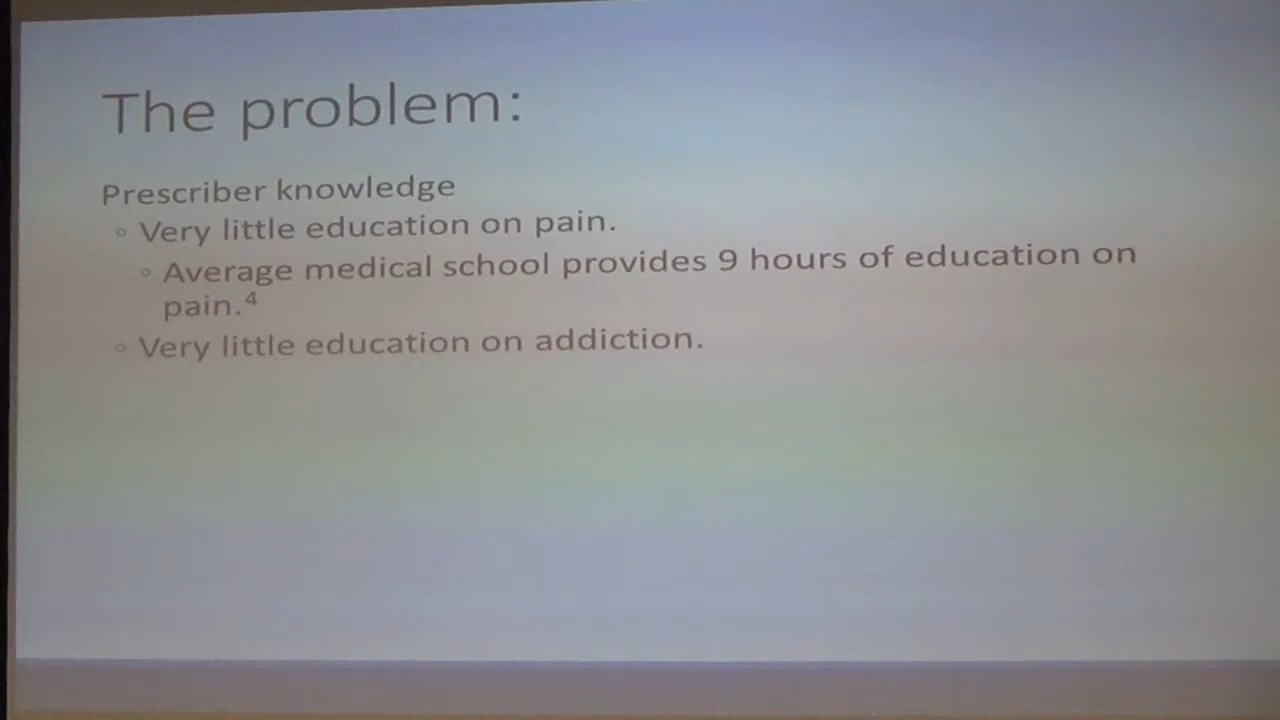 The problem:
Prescriber knowledge
◦ Very little education on pain.
◦ Average medical school provides 9 hours of education on
pain.⁴
◦ Very little education on addiction.